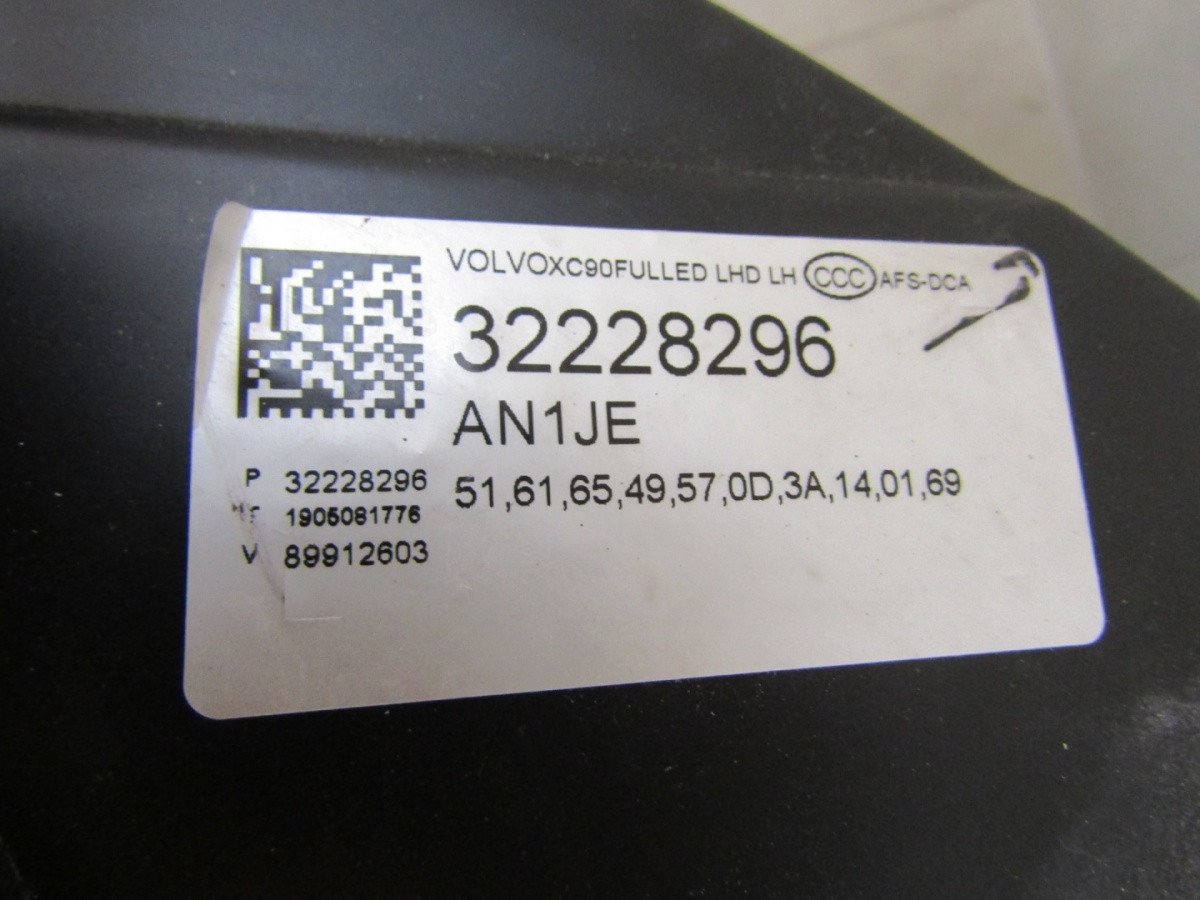 VOLVOXC90FULLED LHD LH CCC AFS-DCA
32228296
AN1JE
51,61,65,49,57,0D,3A,14,01,69
P 32228296
1905081776
V 89912603